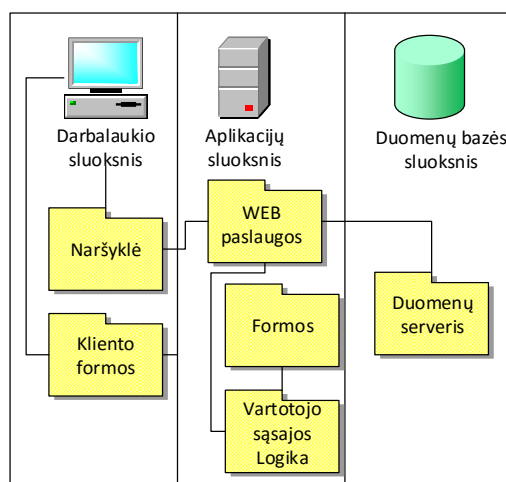 Darbalaukio
sluoksnis
Naršyklė
Kliento
formos
Aplikacijų
sluoksnis
WEB
paslaugos
Formos
Vartotojo
sąsajos
Logika
Duomenų bazės
sluoksnis
Duomenų
serveris